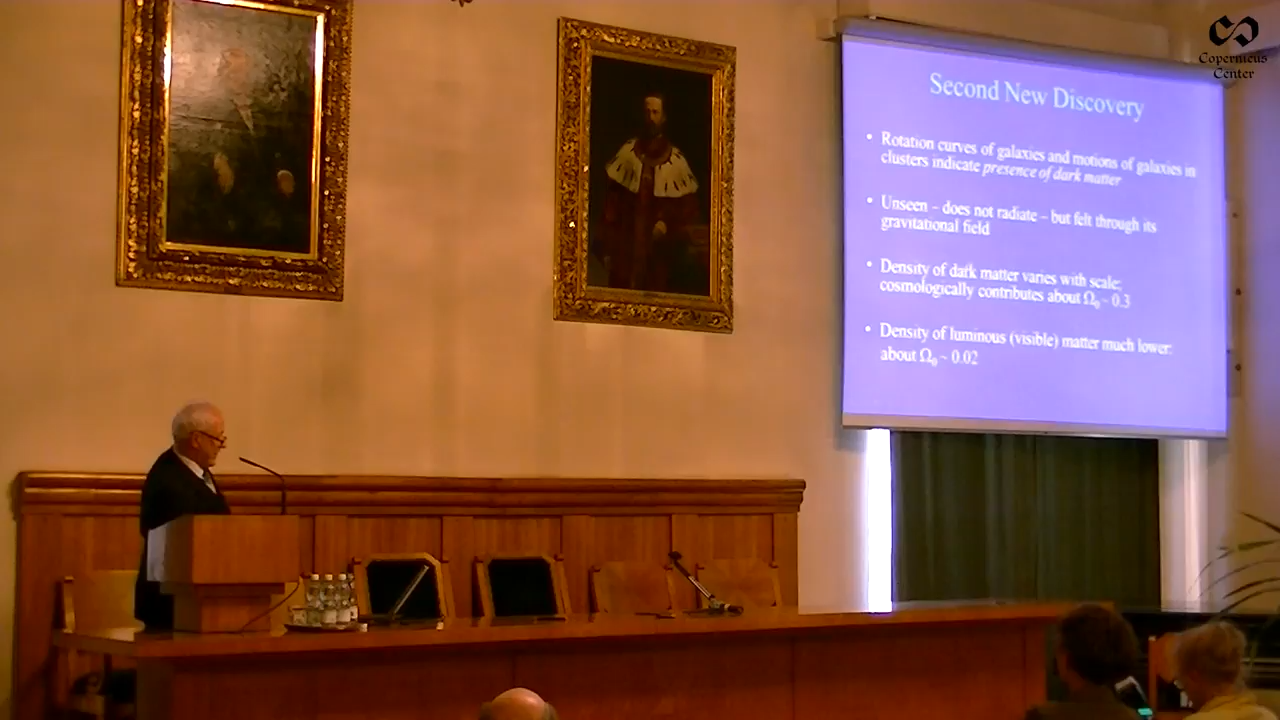 Copernicus
Center
Second New Discovery
• Rotation curves of galaxies and motions of galaxies in
clusters indicate presence of dark matter
• Unseen – does not radiate – but felt through its
gravitational field
• Density of dark matter varies with scale;
cosmologically contributes about Ω₀ ~ 0.3
• Density of luminous (visible) matter much lower:
about Ω₀ ~ 0.02